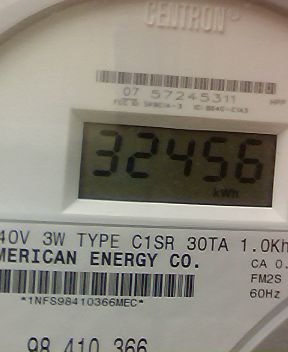 CENTRON®
07 57245311 HPP
32456
kWh
40V 3W TYPE C1SR 30TA 1.0Kh
MERICAN ENERGY CO.
CA 0.
FM2S
60Hz
*1NFS98410366MEC*
98 410 366